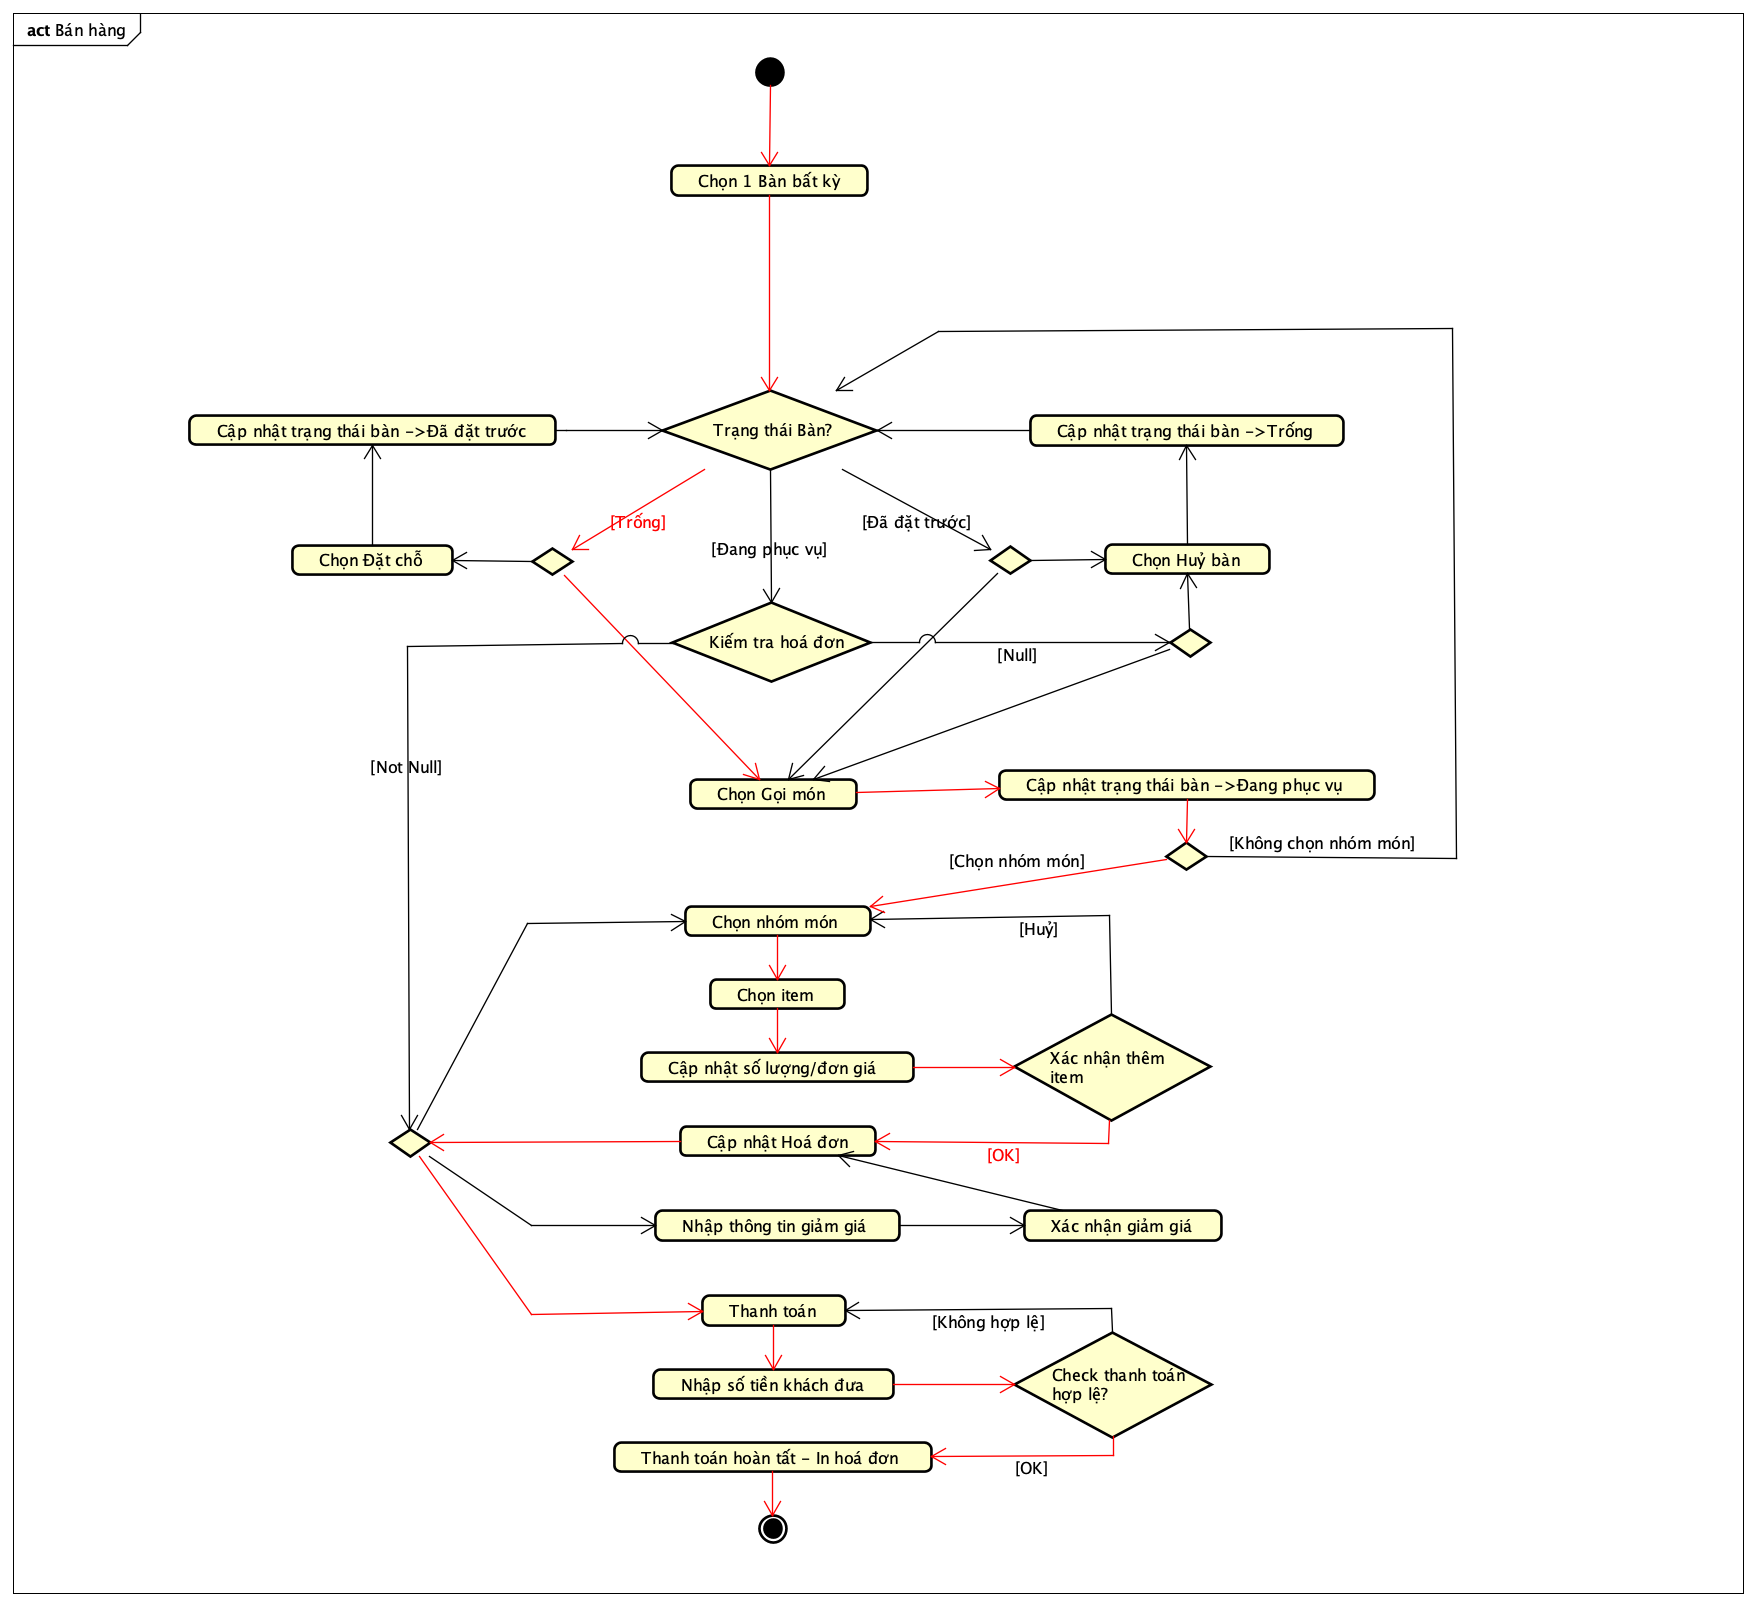 act Bán hàng
Chọn 1 Bàn bất kỳ
Cập nhật trạng thái bàn ->Đã đặt trước
Trạng thái Bàn?
Cập nhật trạng thái bàn ->Trống
[Trống]
[Đã đặt trước]
[Đang phục vụ]
Chọn Đặt chỗ
Chọn Huỷ bàn
Kiểm tra hoá đơn
[Null]
[Not Null]
Chọn Gọi món
Cập nhật trạng thái bàn ->Đang phục vụ
[Không chọn nhóm món]
[Chọn nhóm món]
Chọn nhóm món
[Huỷ]
Chọn item
Xác nhận thêm
item
Cập nhật số lượng/đơn giá
Cập nhật Hoá đơn
[OK]
Nhập thông tin giảm giá
Xác nhận giảm giá
Thanh toán
[Không hợp lệ]
Check thanh toán
hợp lệ?
Nhập số tiền khách đưa
Thanh toán hoàn tất - In hoá đơn
[OK]